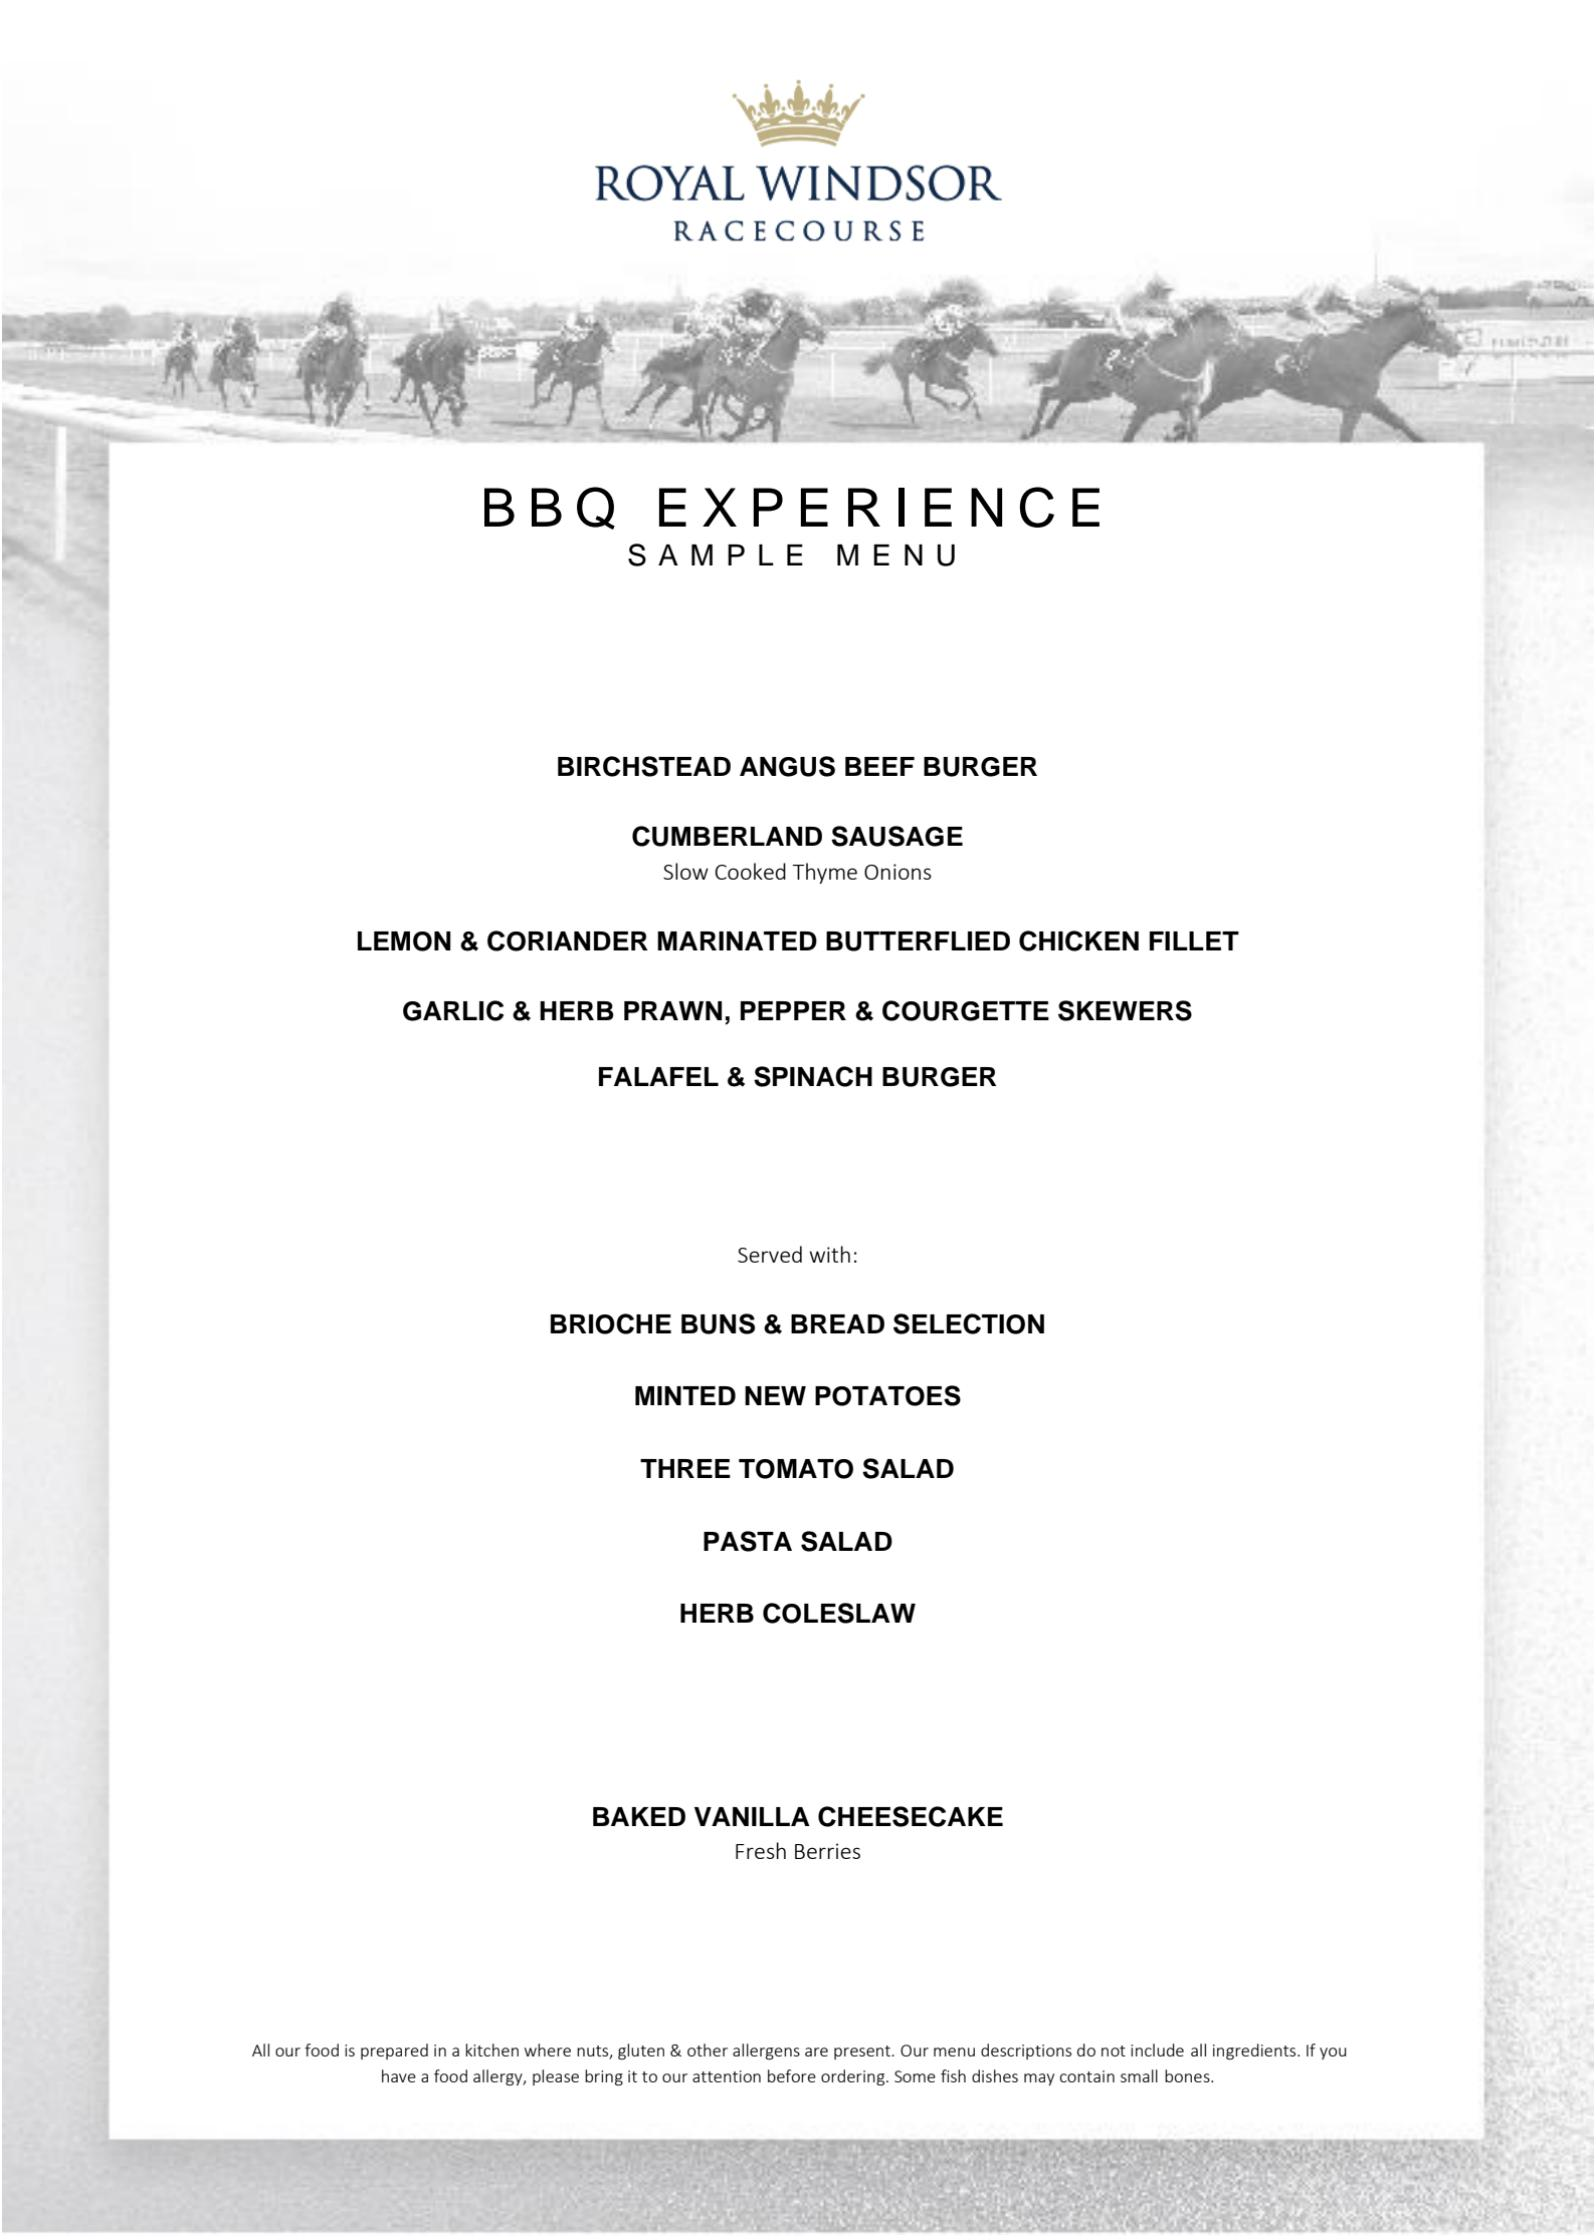 ROYAL WINDSOR
RACECOURSE
BBQ EXPERIENCE
SAMPLE MENU
BIRCHSTEAD ANGUS BEEF BURGER
CUMBERLAND SAUSAGE
Slow Cooked Thyme Onions
LEMON & CORIANDER MARINATED BUTTERFLIED CHICKEN FILLET
GARLIC & HERB PRAWN, PEPPER & COURGETTE SKEWERS
FALAFEL & SPINACH BURGER
Served with:
BRIOCHE BUNS & BREAD SELECTION
MINTED NEW POTATOES
THREE TOMATO SALAD
PASTA SALAD
HERB COLESLAW
BAKED VANILLA CHEESECAKE
Fresh Berries
All our food is prepared in a kitchen where nuts, gluten & other allergens are present. Our menu descriptions do not include all ingredients. If you
have a food allergy, please bring it to our attention before ordering. Some fish dishes may contain small bones.